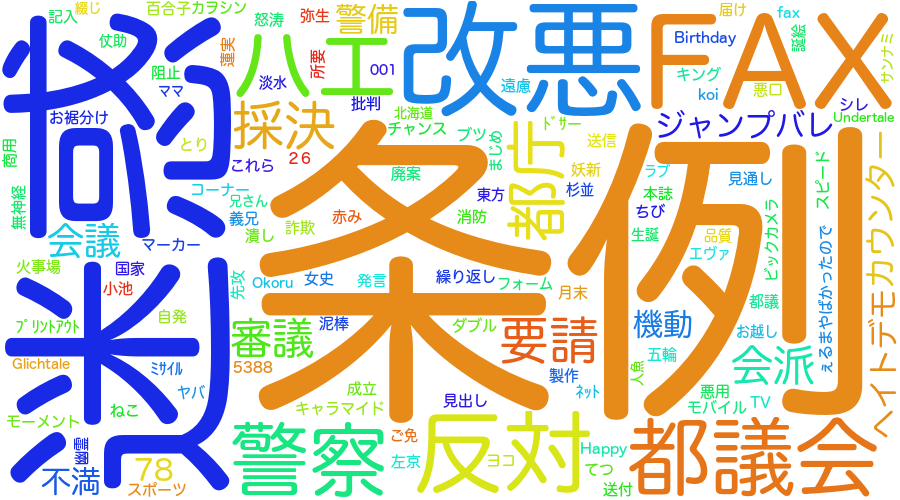 記入 綴じ 百合子 カヲシン 怒涛 弥生 警備 届け fax 誕絵 サンナミ
仗助 阻止 ママ 蓮実 ハエ 所要 001 改悪 Birthday FAX
お裾分け 淡水 批判 遠慮 キング koi 悪口
惑 とり 採決 26 北海道 チャンス ブツ ﾄﾞｻｰ 送信 ジャンプバレ シレ Undertale
商用 無神経 これら 廃案 まじめ 都庁 妖新 ラブ 見通し スピード
迷 コーナー 兄さん 義兄 赤み 条例 消防 東方 杉並 本誌 ちび 品質 ビックカメラ
会議 マーカー 潰し 詐欺 生誕 エヴァ ぇるまやばかったので ヘイトデモカウンター
火事場 国家 小池 先攻 Okoru 女史 発言 繰り返し フォーム 月末 都議
ﾌﾟﾘﾝﾄｱｳﾄ 自発 審議 泥棒 ダブル 要請 機動 お越し
Glichtale ﾐｻｲﾙ ヤバ 5388 成立 製作 ﾈｯﾄ 五輪 人魚 会派
モーメント ねこ キャラマイド 見出し 悪用 モバイル TV
幽霊 不満 78 スポーツ 警察 ご免 左京 反対 ヨコ Happy てつ 送付 都議会